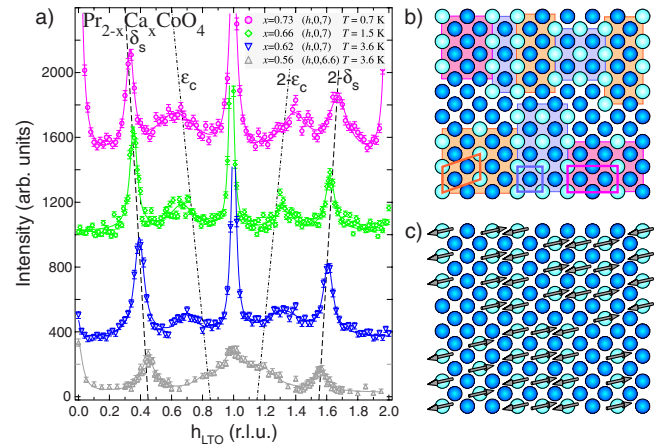 a)
Pr2-xCaxCoO4
x=0.73 (h,0,7) T= 0.7 K
x=0.66 (h,0,7) T= 1.5 K
x=0.62 (h,0,7) T= 3.6 K
x=0.56 (h,0,6.6) T= 3.6 K
δs
εc
2-εc
2-δs
Intensity (arb. units)
2000
1600
1200
800
400
0
0.0 0.2 0.4 0.6 0.8 1.0 1.2 1.4 1.6 1.8 2.0
hLTO (r.l.u.)
b)
c)